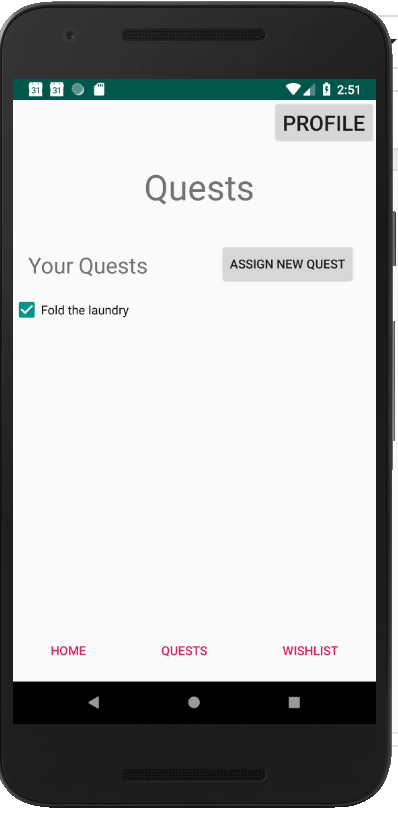 31 31 2:51
PROFILE
Quests
Your Quests
ASSIGN NEW QUEST
Fold the laundry
HOME QUESTS WISHLIST